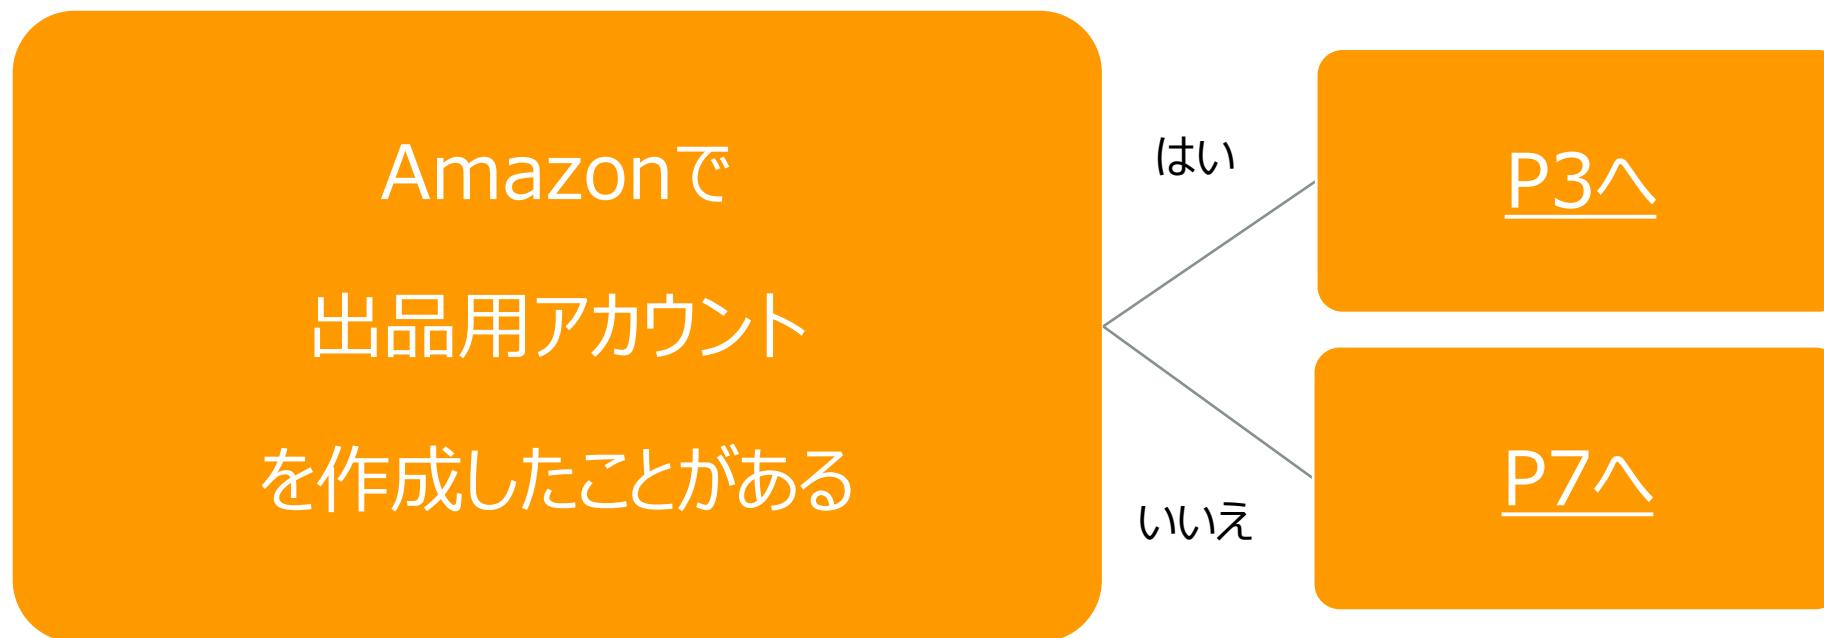 Amazonで
出品用アカウント
を作成したことがある
はい
P3へ
いいえ
P7へ